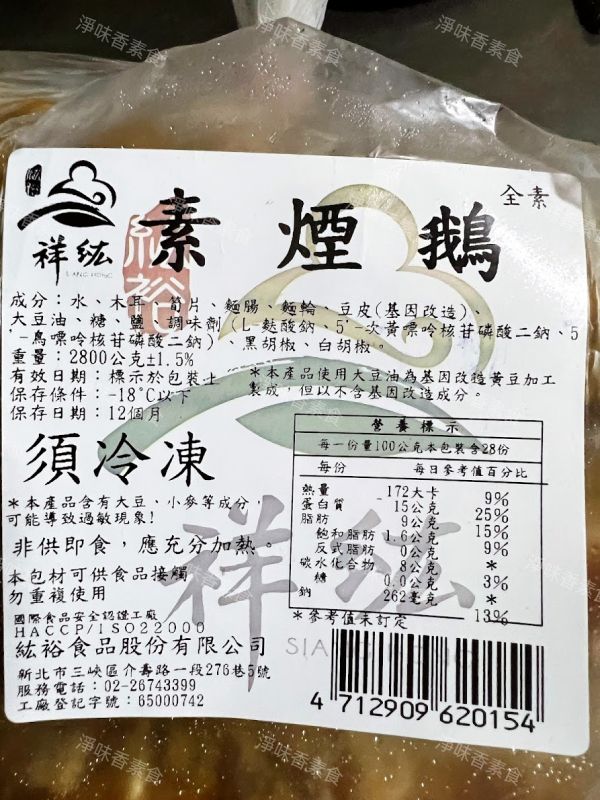 素煙鵝
全素
祥紘
紘裕
成分：水、木耳、筍片、麵腸、麵輪、豆皮(基因改造)、
大豆油、糖、鹽、調味劑（L-麩酸鈉、5'-次黃嘌呤核苷磷酸二鈉、5
'-鳥嘌呤核苷磷酸二鈉）、黑胡椒、白胡椒。
重量：2800公克±1.5%
有效日期：標示於包裝上
保存條件：-18°C以下
保存日期：12個月
＊本產品使用大豆油為基因改造黃豆加工
製成，但以不含基因改造成分。
須冷凍
＊本產品含有大豆、小麥等成分，
可能導致過敏現象!
非供即食，應充分加熱。
本包材可供食品接觸
勿重複使用
國際食品安全認證工廠
HACCP/ISO22000
紘裕食品股份有限公司
新北市三峽區介壽路一段276巷5號
服務電話：02-26743399
工廠登記字號：65000742
營養標示
每一份量100公克本包裝含28份
每份 每日參考值百分比
熱量 172大卡 9%
蛋白質 15公克 25%
脂肪 9公克 15%
飽和脂肪 1.6公克 9%
反式脂肪 0公克 *
碳水化合物 8公克 3%
糖 0.0公克 *
鈉 262毫克 13%
*參考值未訂定
祥紘
4 712909 620154
淨味香素食